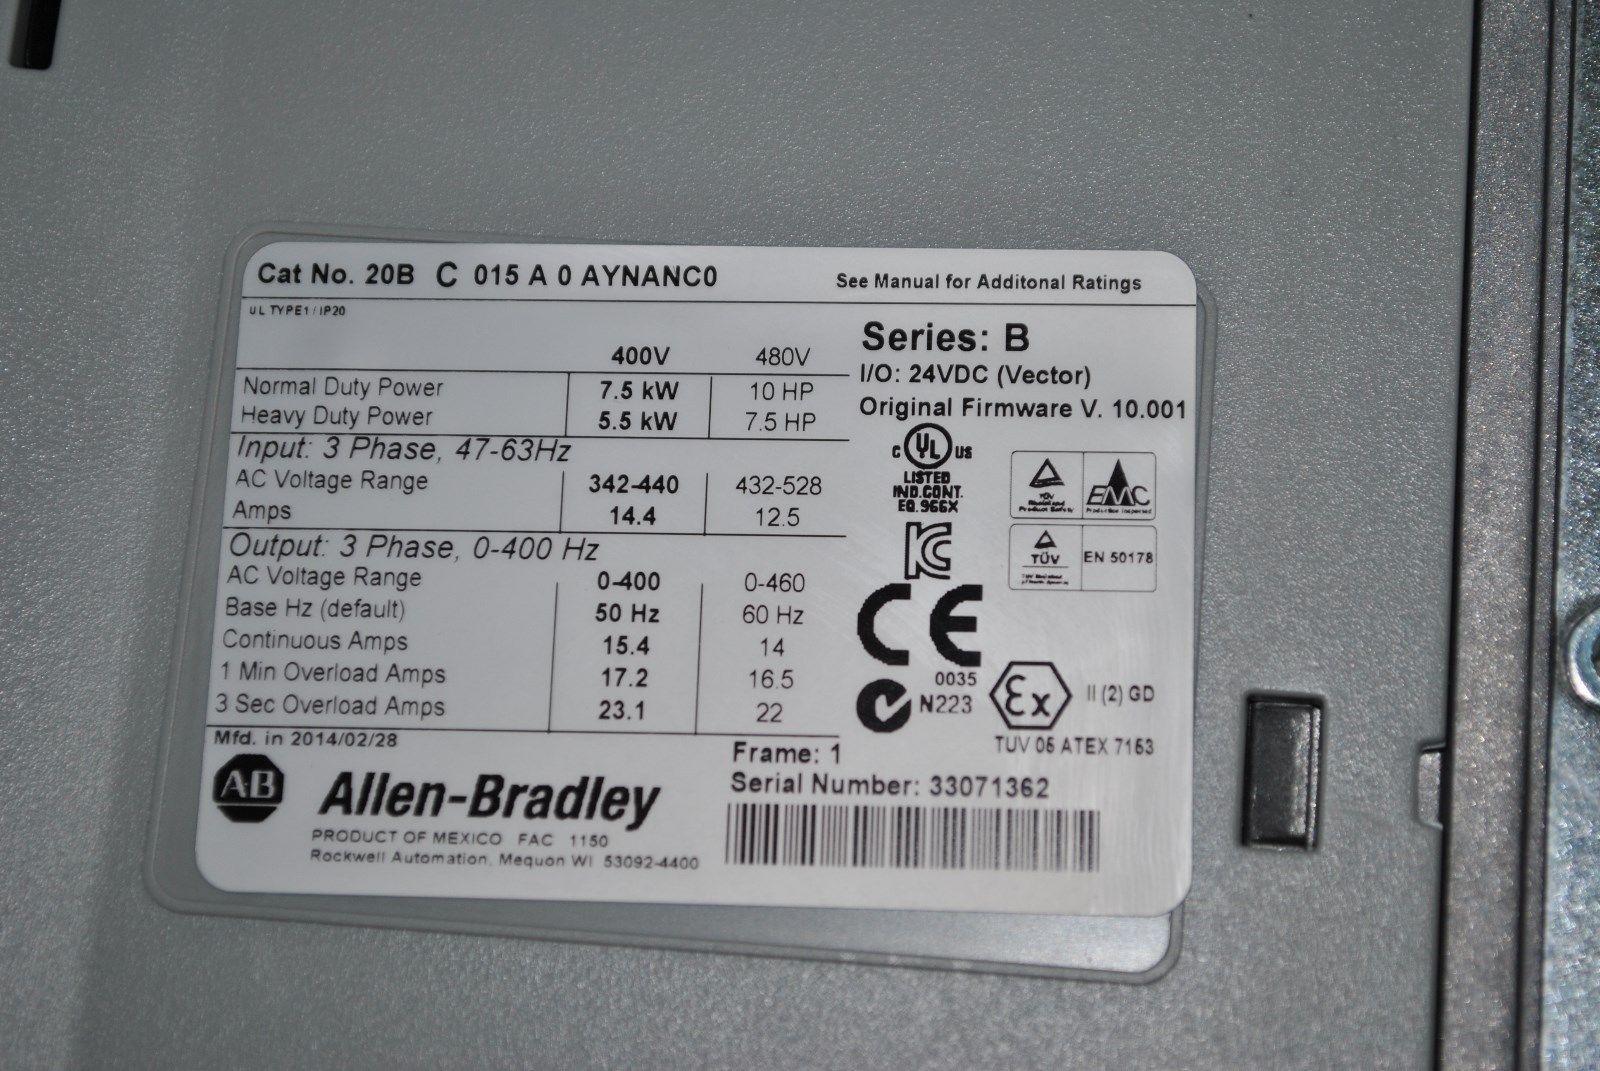 Cat No. 20B C 015 A 0 AYNANC0
See Manual for Additonal Ratings
UL TYPE1 / IP20
400V 480V
Normal Duty Power 7.5 kW 10 HP
Heavy Duty Power 5.5 kW 7.5 HP
Input: 3 Phase, 47-63Hz
AC Voltage Range 342-440 432-528
Amps 14.4 12.5
Output: 3 Phase, 0-400 Hz
AC Voltage Range 0-400 0-460
Base Hz (default) 50 Hz 60 Hz
Continuous Amps 15.4 14
1 Min Overload Amps 17.2 16.5
3 Sec Overload Amps 23.1 22
Mfd. in 2014/02/28
AB Allen-Bradley
PRODUCT OF MEXICO FAC 1150
Rockwell Automation, Mequon WI 53092-4400
Series: B
I/O: 24VDC (Vector)
Original Firmware V. 10.001
C UL US
LISTED
IND.CONT.
EQ.966X
TÜV
Product Safety
EMC
KC
TÜV
EN 50178
CE
0035
N223
Ex II (2) GD
TUV 05 ATEX 7153
Frame: 1
Serial Number: 33071362